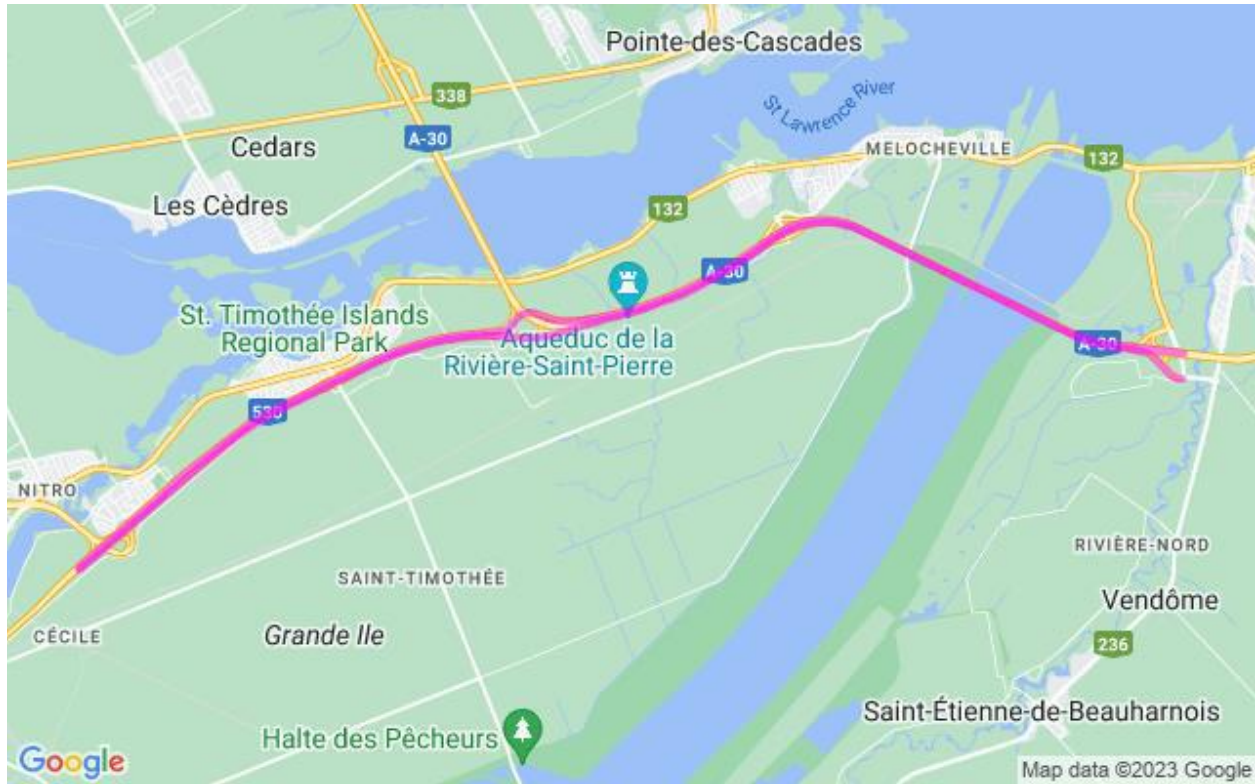 Pointe-des-Cascades
338
St Lawrence River
A-30
Cedars
MELOCHEVILLE
132
Les Cèdres
132
A-30
St. Timothée Islands
Regional Park
Aqueduc de la
Rivière-Saint-Pierre
A-30
530
NITRO
RIVIÈRE-NORD
SAINT-TIMOTHÉE
Vendôme
CÉCILE
Grande Ile
236
Saint-Étienne-de-Beauharnois
Halte des Pêcheurs
Google
Map data ©2023 Google